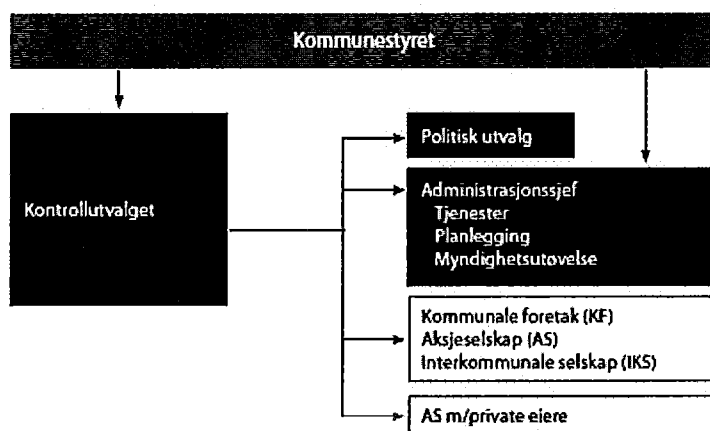 Kommunestyret
Kontrollutvalget
Politisk utvalg
Administrasjonssjef
Tjenester
Planlegging
Myndighetsutøvelse
Kommunale foretak (KF)
Aksjeselskap (AS)
Interkommunale selskap (IKS)
AS m/private eiere